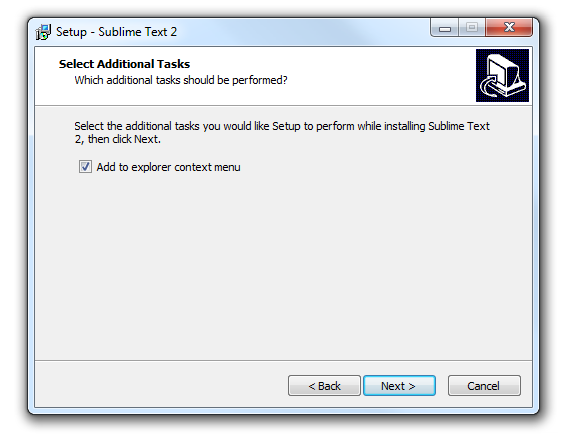 Setup - Sublime Text 2
Select Additional Tasks
Which additional tasks should be performed?
Select the additional tasks you would like Setup to perform while installing Sublime Text
2, then click Next.
Add to explorer context menu
< Back Next > Cancel